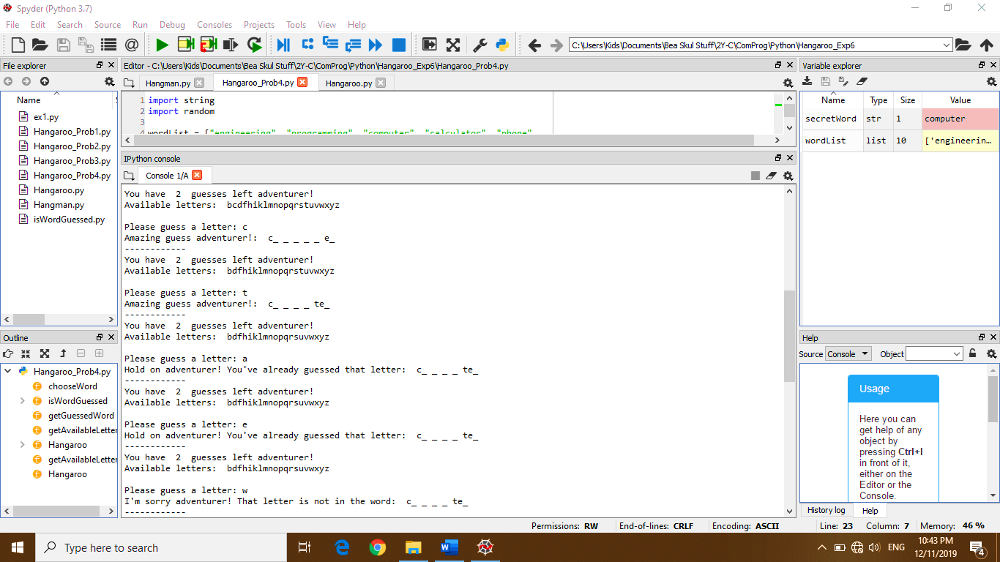 Spyder (Python 3.7)
File Edit Search Source Run Debug Consoles Projects Tools View Help
C:\Users\Kids\Documents\Bea Skul Stuff\2Y-C\ComProg\Python\Hangaroo_Exp6
File explorer
Name
ex1.py
Hangaroo_Prob1.py
Hangaroo_Prob2.py
Hangaroo_Prob3.py
Hangaroo_Prob4.py
Hangaroo.py
Hangman.py
isWordGuessed.py
Outline
Hangaroo_Prob4.py
chooseWord
isWordGuessed
getGuessedWord
getAvailableLetter
Hangaroo
getAvailableLetter
Hangaroo
Editor - C:\Users\Kids\Documents\Bea Skul Stuff\2Y-C\ComProg\Python\Hangaroo_Exp6\Hangaroo_Prob4.py
Hangman.py Hangaroo_Prob4.py Hangaroo.py
1 import string
2 import random
3
4 wordList = ["engineering" "programming" "computer" "calculator" "phone"
IPython console
Console 1/A
You have  2  guesses left adventurer!
Available letters:  bcdfhiklmnopqrstuvwxyz
Please guess a letter: c
Amazing guess adventurer!:  c_ _ _ _ _ e_
------------
You have  2  guesses left adventurer!
Available letters:  bdfhiklmnopqrstuvwxyz
Please guess a letter: t
Amazing guess adventurer!:  c_ _ _ _ te_
------------
You have  2  guesses left adventurer!
Available letters:  bdfhiklmnopqrsuvwxyz
Please guess a letter: a
Hold on adventurer! You've already guessed that letter:  c_ _ _ _ te_
------------
You have  2  guesses left adventurer!
Available letters:  bdfhiklmnopqrsuvwxyz
Please guess a letter: e
Hold on adventurer! You've already guessed that letter:  c_ _ _ _ te_
------------
You have  2  guesses left adventurer!
Available letters:  bdfhiklmnopqrsuvwxyz
Please guess a letter: w
I'm sorry adventurer! That letter is not in the word:  c_ _ _ _ te_
------------
Variable explorer
Name Type Size Value
secretWord str 1 computer
wordList list 10 ['engineerin…
Help
Source Console Object
Usage
Here you can
get help of any
object by
pressing Ctrl+I
in front of it,
either on the
Editor or the
Console.
History log Help
Permissions: RW End-of-lines: CRLF Encoding: ASCII Line: 23 Column: 7 Memory: 46 %
Type here to search
ENG
10:43 PM
12/11/2019
4